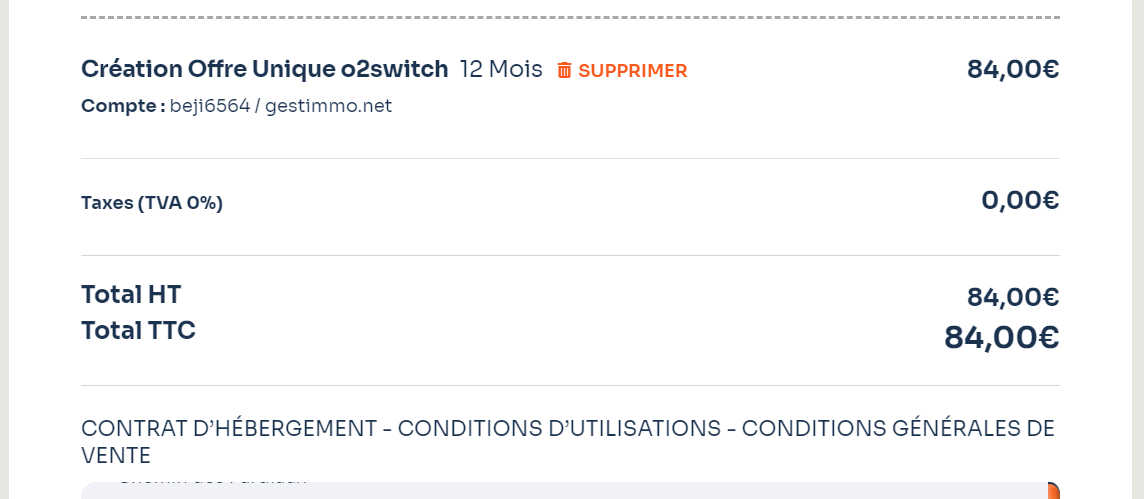 Création Offre Unique o2switch 12 Mois SUPPRIMER 84,00€
Compte : beji6564 / gestimmo.net
Taxes (TVA 0%) 0,00€
Total HT 84,00€
Total TTC 84,00€
CONTRAT D’HÉBERGEMENT - CONDITIONS D’UTILISATIONS - CONDITIONS GÉNÉRALES DE
VENTE